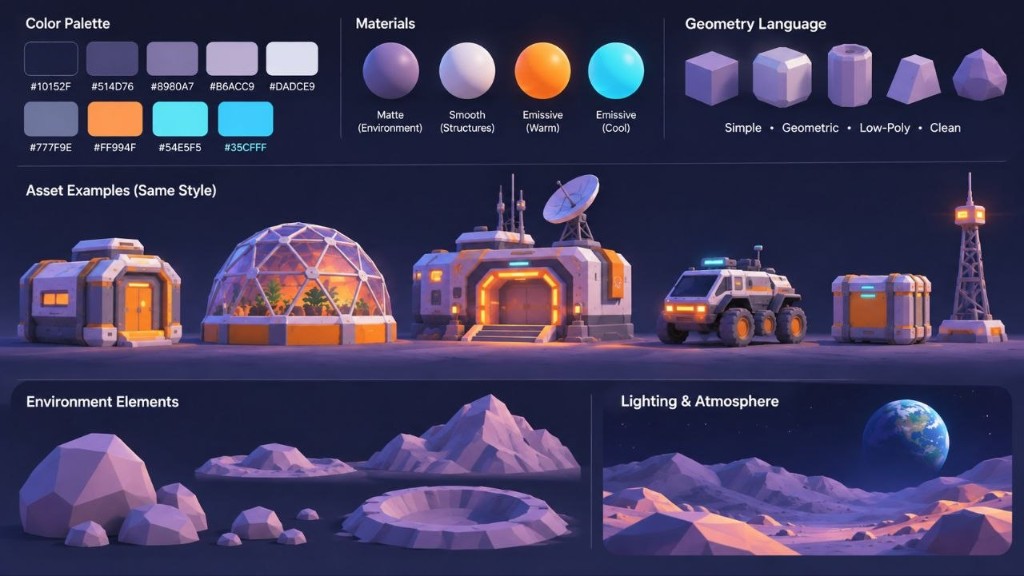 Color Palette
#10152F
#514D76
#8980A7
#B6ACC9
#DADCE9
#777F9E
#FF994F
#54E5F5
#35CFFF
Materials
Matte
(Environment)
Smooth
(Structures)
Emissive
(Warm)
Emissive
(Cool)
Geometry Language
Simple • Geometric • Low-Poly • Clean
Asset Examples (Same Style)
Environment Elements
Lighting & Atmosphere